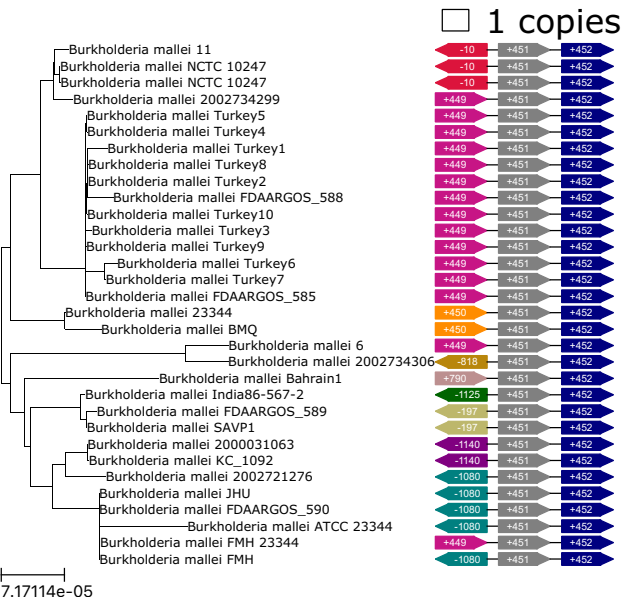 1 copies
Burkholderia mallei 11 -10 +451 +452
Burkholderia mallei NCTC 10247 -10 +451 +452
Burkholderia mallei NCTC 10247 -10 +451 +452
Burkholderia mallei 2002734299 +449 +451 +452
Burkholderia mallei Turkey5 +449 +451 +452
Burkholderia mallei Turkey4 +449 +451 +452
Burkholderia mallei Turkey1 +449 +451 +452
Burkholderia mallei Turkey8 +449 +451 +452
Burkholderia mallei Turkey2 +449 +451 +452
Burkholderia mallei FDAARGOS_588 +449 +451 +452
Burkholderia mallei Turkey10 +449 +451 +452
Burkholderia mallei Turkey3 +449 +451 +452
Burkholderia mallei Turkey9 +449 +451 +452
Burkholderia mallei Turkey6 +449 +451 +452
Burkholderia mallei Turkey7 +449 +451 +452
Burkholderia mallei FDAARGOS_585 +449 +451 +452
Burkholderia mallei 23344 +450 +451 +452
Burkholderia mallei BMQ +450 +451 +452
Burkholderia mallei 6 +449 +451 +452
Burkholderia mallei 2002734306 -818 +451 +452
Burkholderia mallei Bahrain1 +790 +451 +452
Burkholderia mallei India86-567-2 -1125 +451 +452
Burkholderia mallei FDAARGOS_589 -197 +451 +452
Burkholderia mallei SAVP1 -197 +451 +452
Burkholderia mallei 2000031063 -1140 +451 +452
Burkholderia mallei KC_1092 -1140 +451 +452
Burkholderia mallei 2002721276 -1080 +451 +452
Burkholderia mallei JHU -1080 +451 +452
Burkholderia mallei FDAARGOS_590 -1080 +451 +452
Burkholderia mallei ATCC 23344 -1080 +451 +452
Burkholderia mallei FMH 23344 +449 +451 +452
Burkholderia mallei FMH -1080 +451 +452
7.17114e-05